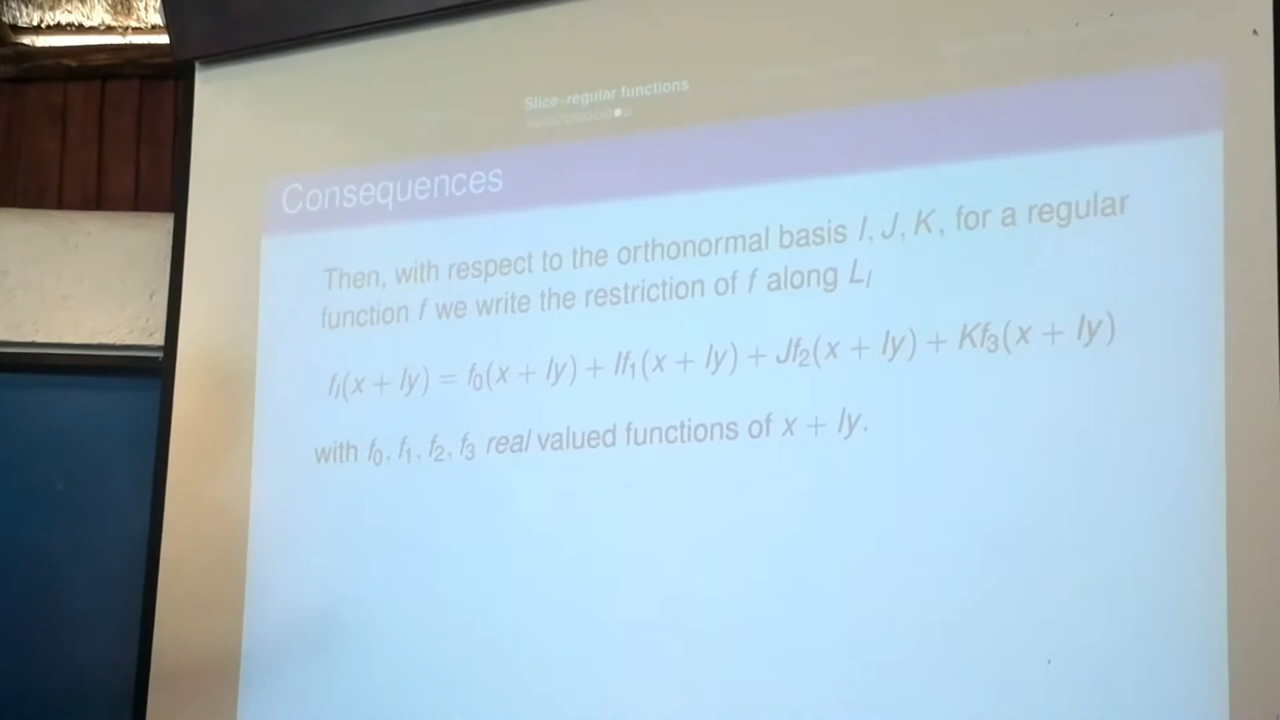 Slice-regular functions
Consequences
Then, with respect to the orthonormal basis I, J, K, for a regular
function f we write the restriction of f along L_I
f_I(x + Iy) = f_0(x + Iy) + If_1(x + Iy) + Jf_2(x + Iy) + Kf_3(x + Iy)
with f_0, f_1, f_2, f_3 real valued functions of x + Iy.